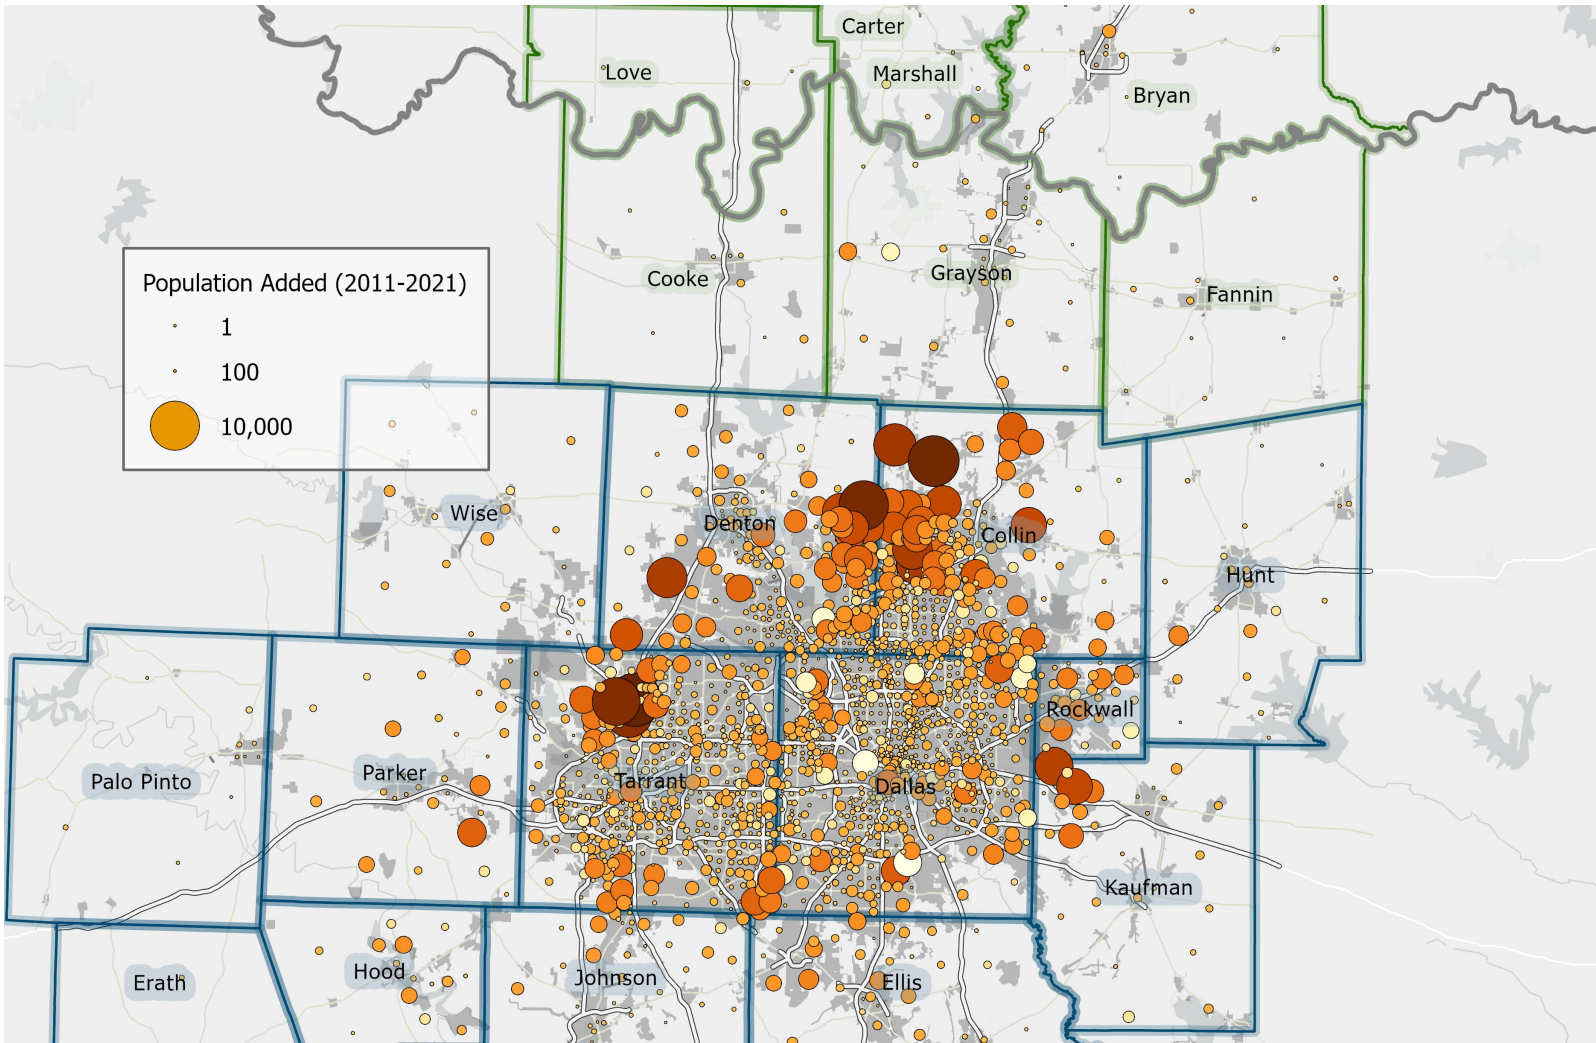 Carter
Love
Marshall
Bryan
Population Added (2011-2021)
1
100
10,000
Cooke
Grayson
Fannin
Wise
Denton
Collin
Hunt
Rockwall
Palo Pinto
Parker
Tarrant
Dallas
Kaufman
Erath
Hood
Johnson
Ellis